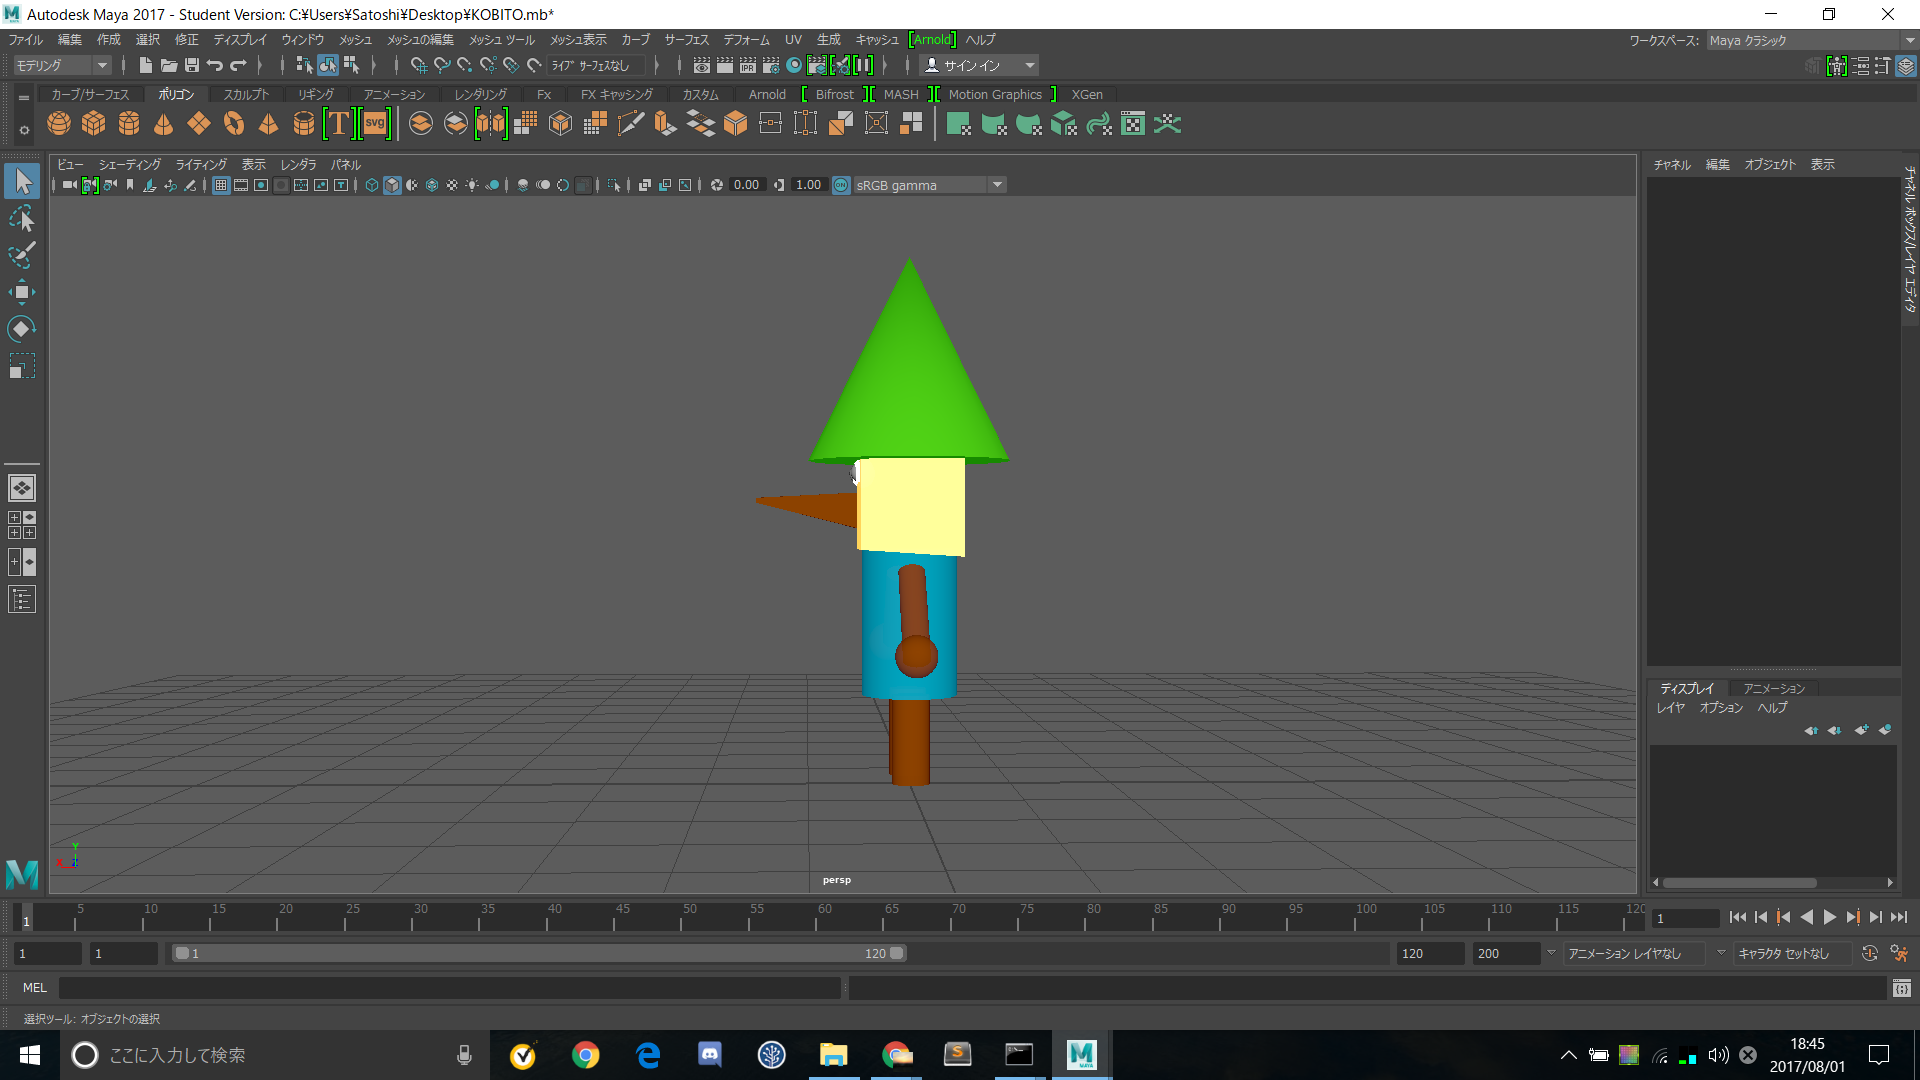 Autodesk Maya 2017 - Student Version: C:¥Users¥Satoshi¥Desktop¥KOBITO.mb*
ファイル 編集 作成 選択 修正 ディスプレイ ウィンドウ メッシュ メッシュの編集 メッシュ ツール メッシュ表示 カーブ サーフェス デフォーム UV 生成 キャッシュ [Arnold] ヘルプ
ワークスペース: Maya クラシック
モデリング
ライブ サーフェスなし
サイン イン
カーブ/サーフェス ポリゴン スカルプト リギング アニメーション レンダリング Fx FX キャッシング カスタム Arnold [ Bifrost ] [ MASH ] [ Motion Graphics ] XGen
T
svg
ビュー シェーディング ライティング 表示 レンダラ パネル
0.00 1.00 ON sRGB gamma
チャネル 編集 オブジェクト 表示
チャネル ボックス/レイヤ エディタ
ディスプレイ アニメーション
レイヤ オプション ヘルプ
Y
X Z
persp
M
1 5 10 15 20 25 30 35 40 45 50 55 60 65 70 75 80 85 90 95 100 105 110 115 120
1
1 1 1 120 120 200 アニメーション レイヤなし キャラクタ セットなし
MEL
選択ツール: オブジェクトの選択
ここに入力して検索
18:45
2017/08/01